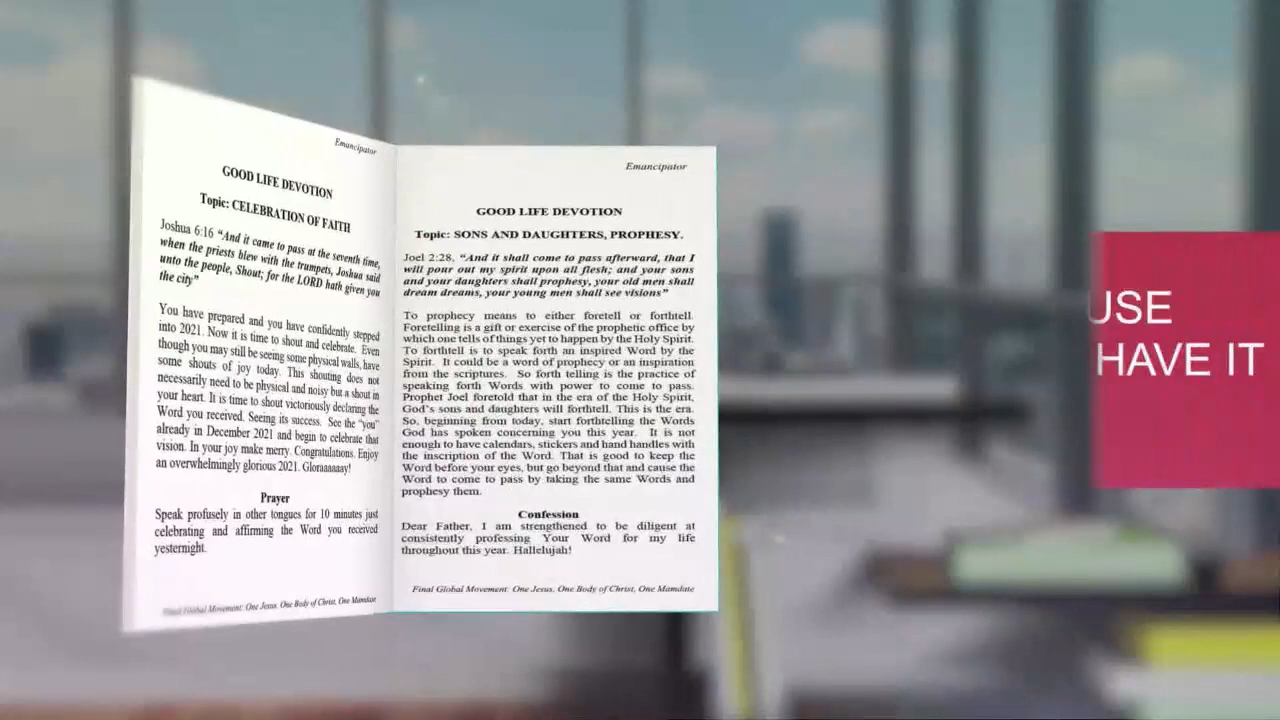 Emancipator
GOOD LIFE DEVOTION
Topic: CELEBRATION OF FAITH
Joshua 6:16 “And it came to pass at the seventh time,
when the priests blew with the trumpets, Joshua said
unto the people, Shout; for the LORD hath given you
the city”
You have prepared and you have confidently stepped
into 2021. Now it is time to shout and celebrate. Even
though you may still be seeing some physical walls, have
some shouts of joy today. This shouting does not
necessarily need to be physical and noisy but a shout in
your heart. It is time to shout victoriously declaring the
Word you received. Seeing its success. See the “you”
already in December 2021 and begin to celebrate that
vision. In your joy make merry. Congratulations. Enjoy
an overwhelmingly glorious 2021. Gloraaaaay!
Prayer
Speak profusely in other tongues for 10 minutes just
celebrating and affirming the Word you received
yesternight.
Final Global Movement: One Jesus, One Body of Christ, One Mandate
Emancipator
GOOD LIFE DEVOTION
Topic: SONS AND DAUGHTERS, PROPHESY.
Joel 2:28, “And it shall come to pass afterward, that I
will pour out my spirit upon all flesh; and your sons
and your daughters shall prophesy, your old men shall
dream dreams, your young men shall see visions”
To prophecy means to either foretell or forthtell.
Foretelling is a gift or exercise of the prophetic office by
which one tells of things yet to happen by the Holy Spirit.
To forthtell is to speak forth an inspired Word by the
Spirit. It could be a word of prophecy or an inspiration
from the scriptures. So forth telling is the practice of
speaking forth Words with power to come to pass.
Prophet Joel foretold that in the era of the Holy Spirit,
God’s sons and daughters will forthtell. This is the era.
So, beginning from today, start forthtelling the Words
God has spoken concerning you this year. It is not
enough to have calendars, stickers and hand handles with
the inscription of the Word. That is good to keep the
Word before your eyes, but go beyond that and cause the
Word to come to pass by taking the same Words and
prophesy them.
Confession
Dear Father, I am strengthened to be diligent at
consistently professing Your Word for my life
throughout this year. Hallelujah!
Final Global Movement: One Jesus, One Body of Christ, One Mandate
USE
HAVE IT